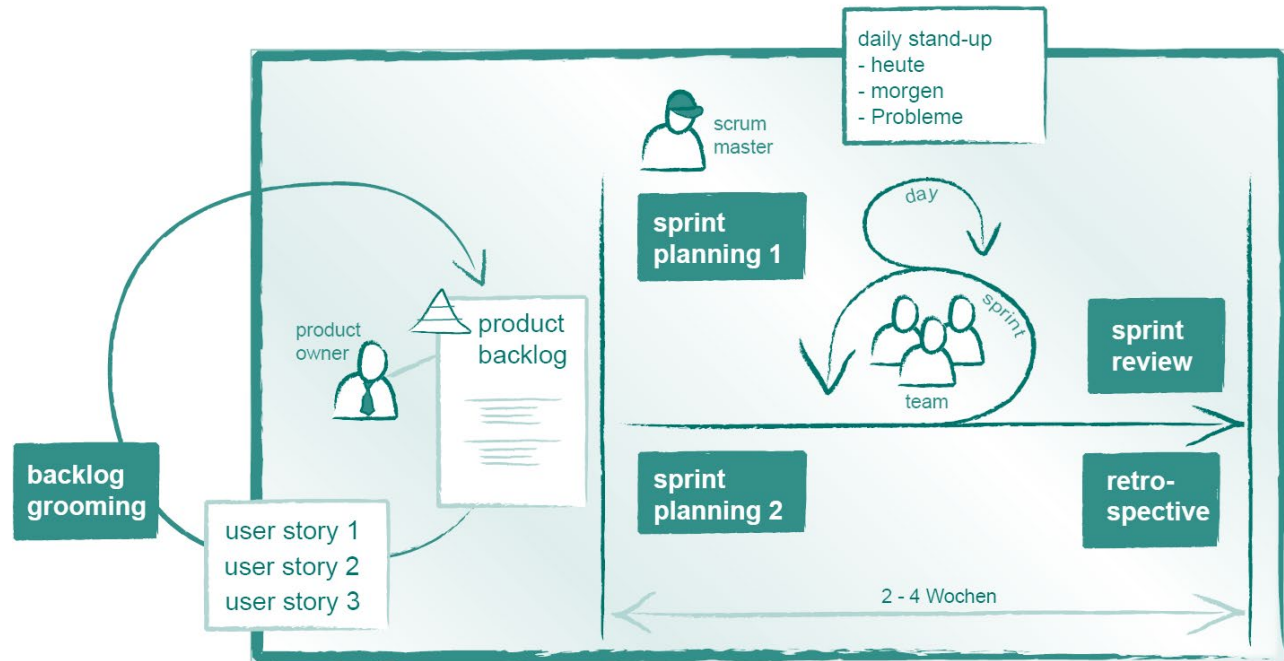 daily stand-up
- heute
- morgen
- Probleme
scrum
master
sprint
planning 1
day
sprint
team
product
owner
product
backlog
sprint
review
backlog
grooming
user story 1
user story 2
user story 3
sprint
planning 2
retro-
spective
2 - 4 Wochen